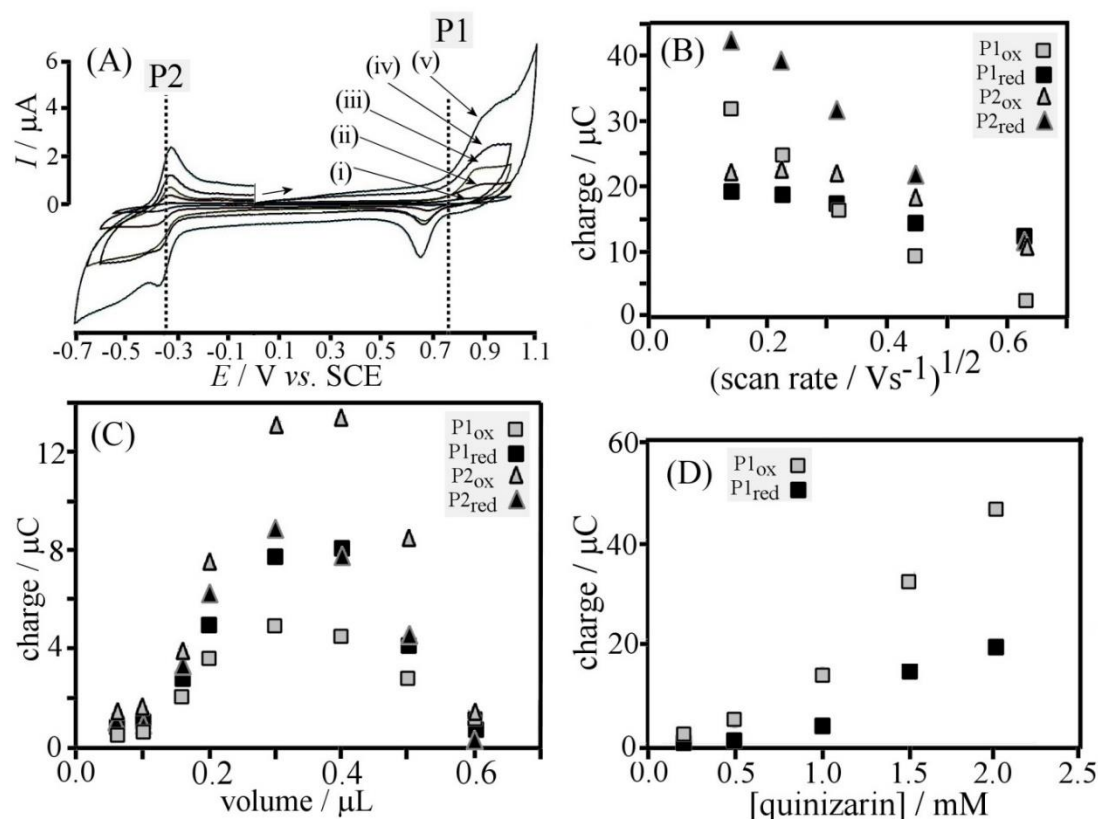 (A)
P2
P1
(v)
(iv)
(iii)
(ii)
(i)
I / μA
6
4
2
0
-0.7 -0.5 -0.3 -0.1 0.1 0.3 0.5 0.7 0.9 1.1
E / V vs. SCE
(B)
P1ox
P1red
P2ox
P2red
charge / μC
40
30
20
10
0
0.0 0.2 0.4 0.6
(scan rate / Vs-1)1/2
(C)
P1ox
P1red
P2ox
P2red
charge / μC
12
8
4
0
0.0 0.2 0.4 0.6
volume / μL
(D)
P1ox
P1red
charge / μC
60
40
20
0
0.0 0.5 1.0 1.5 2.0 2.5
[quinizarin] / mM